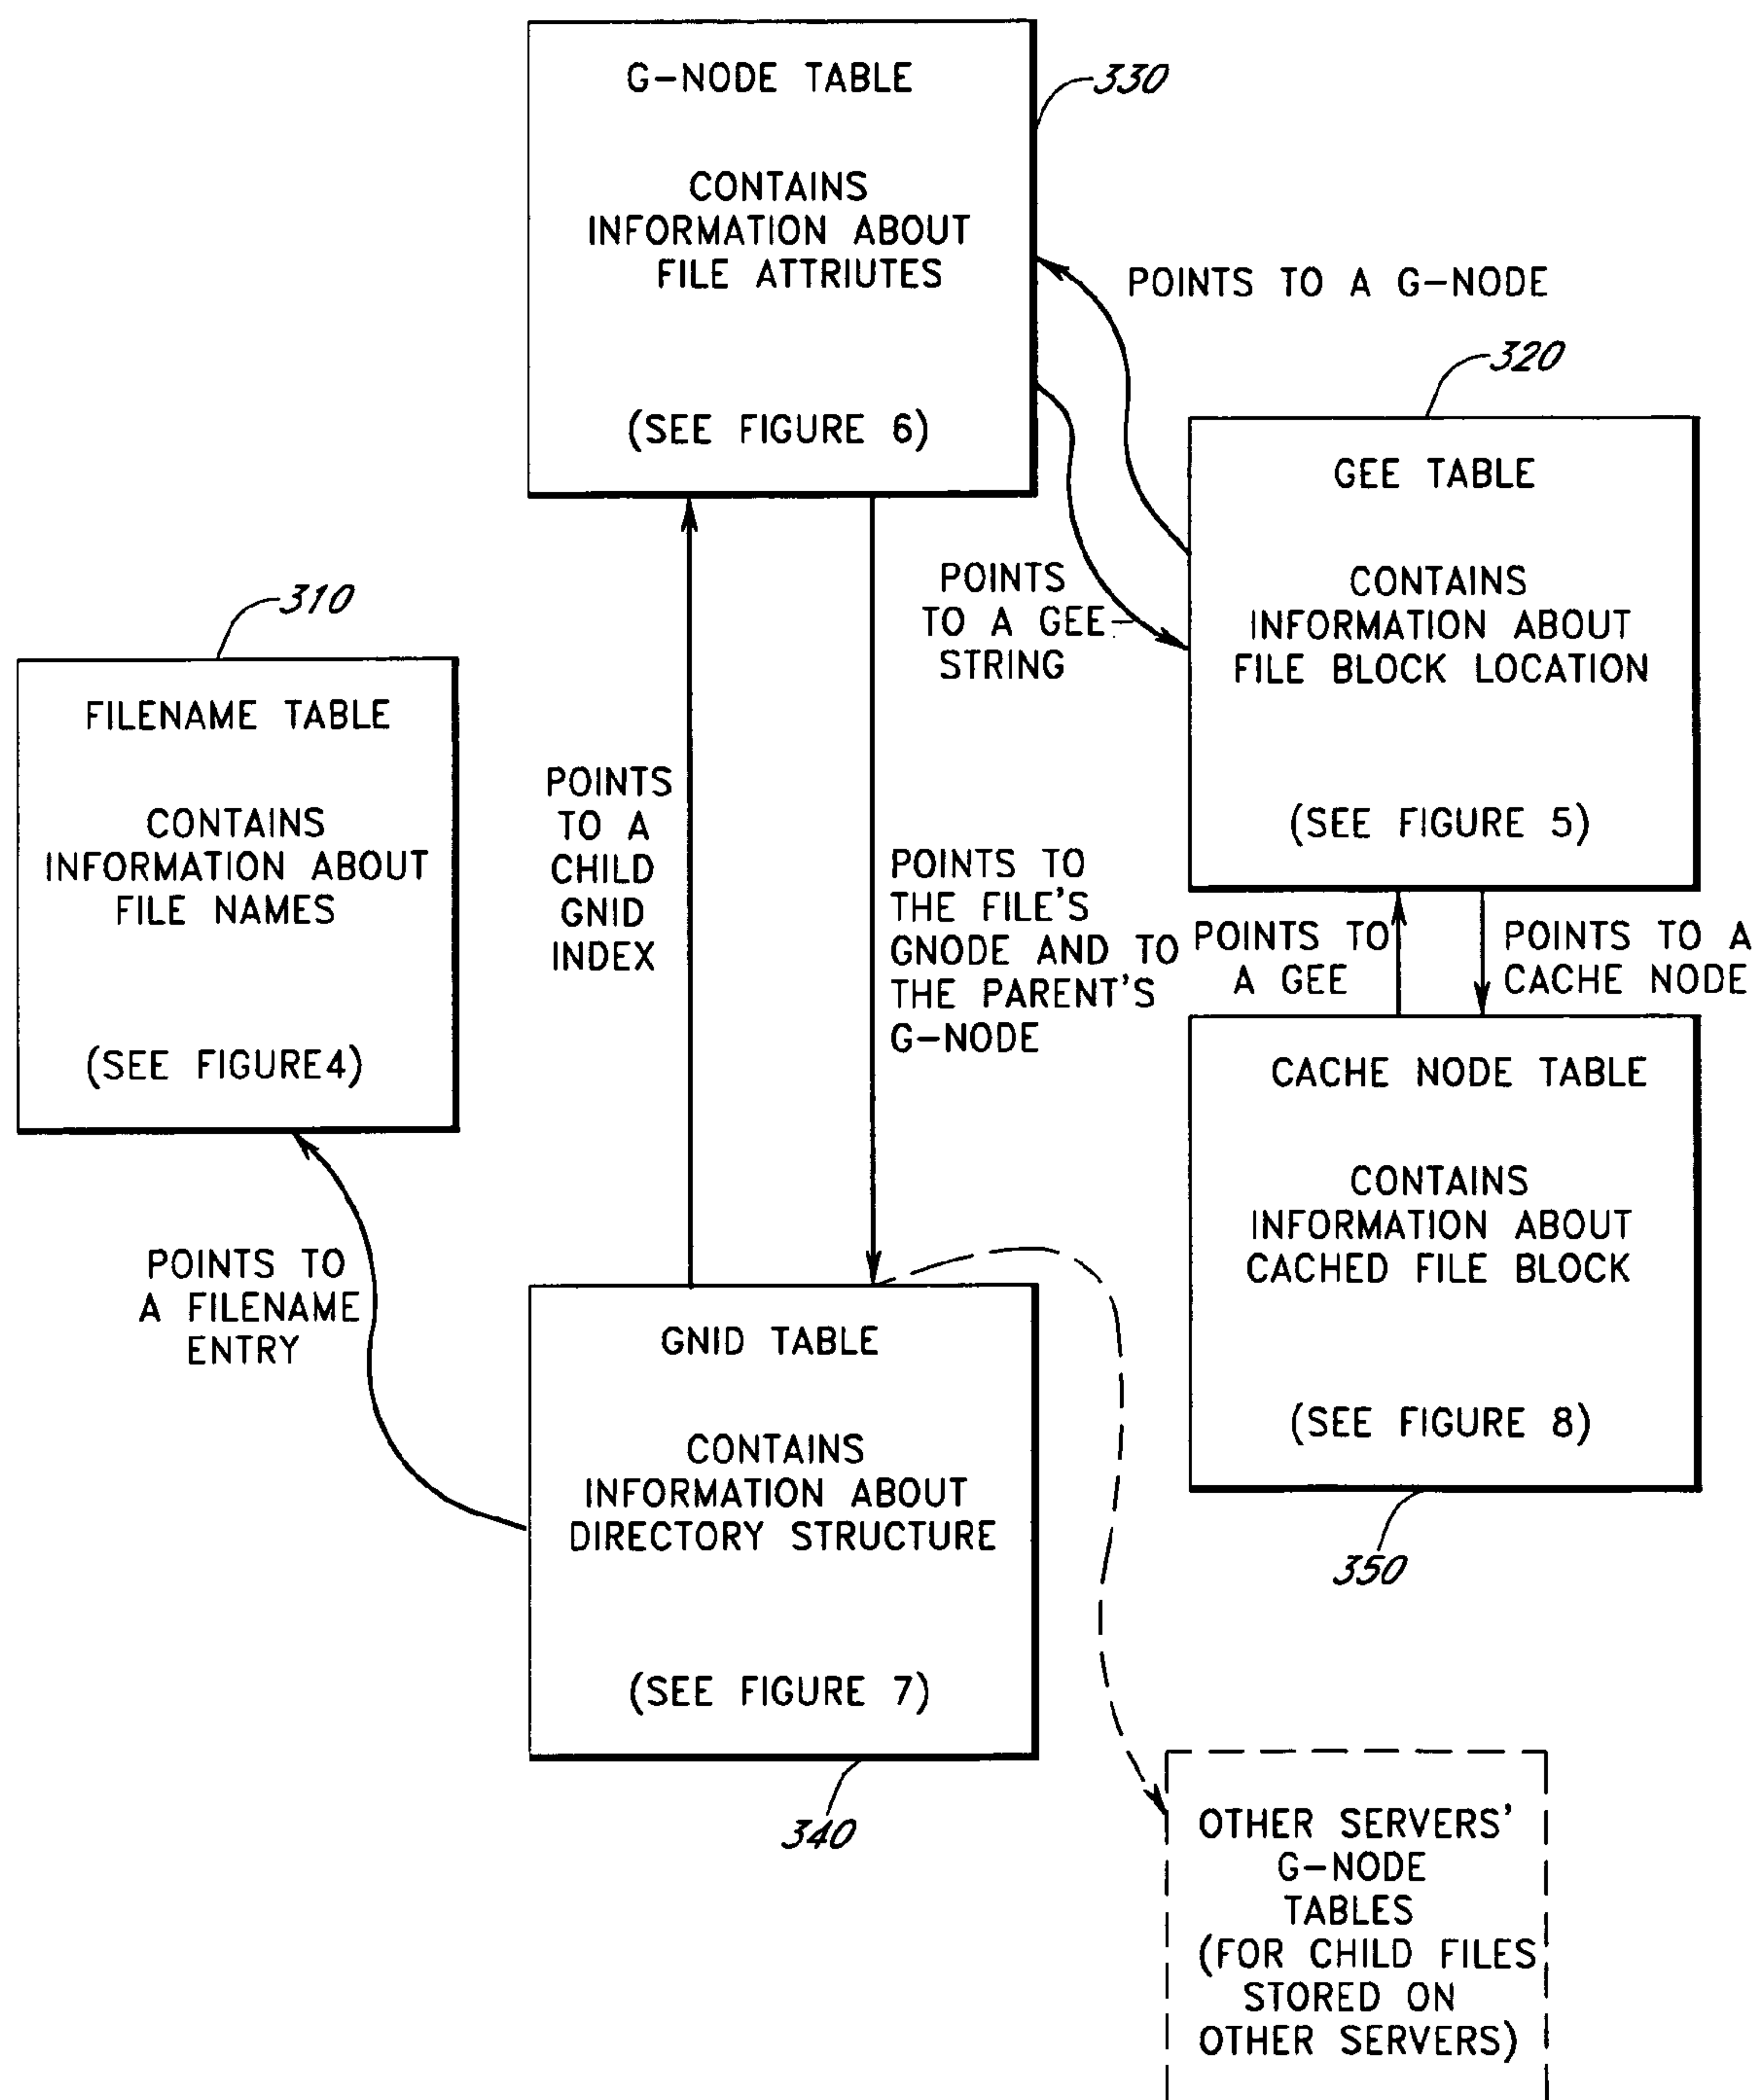 G-NODE TABLE
CONTAINS
INFORMATION ABOUT
FILE ATTRIUTES
(SEE FIGURE 6)
330
POINTS TO A G-NODE
320
GEE TABLE
CONTAINS
INFORMATION ABOUT
FILE BLOCK LOCATION
(SEE FIGURE 5)
POINTS
TO A GEE
STRING
310
FILENAME TABLE
CONTAINS
INFORMATION ABOUT
FILE NAMES
(SEE FIGURE4)
POINTS
TO A
CHILD
GNID
INDEX
POINTS TO
THE FILE'S
GNODE AND TO
THE PARENT'S
G-NODE
POINTS TO
A GEE
POINTS TO A
CACHE NODE
CACHE NODE TABLE
CONTAINS
INFORMATION ABOUT
CACHED FILE BLOCK
(SEE FIGURE 8)
350
POINTS TO
A FILENAME
ENTRY
GNID TABLE
CONTAINS
INFORMATION ABOUT
DIRECTORY STRUCTURE
(SEE FIGURE 7)
340
OTHER SERVERS'
G-NODE
TABLES
(FOR CHILD FILES
STORED ON
OTHER SERVERS)